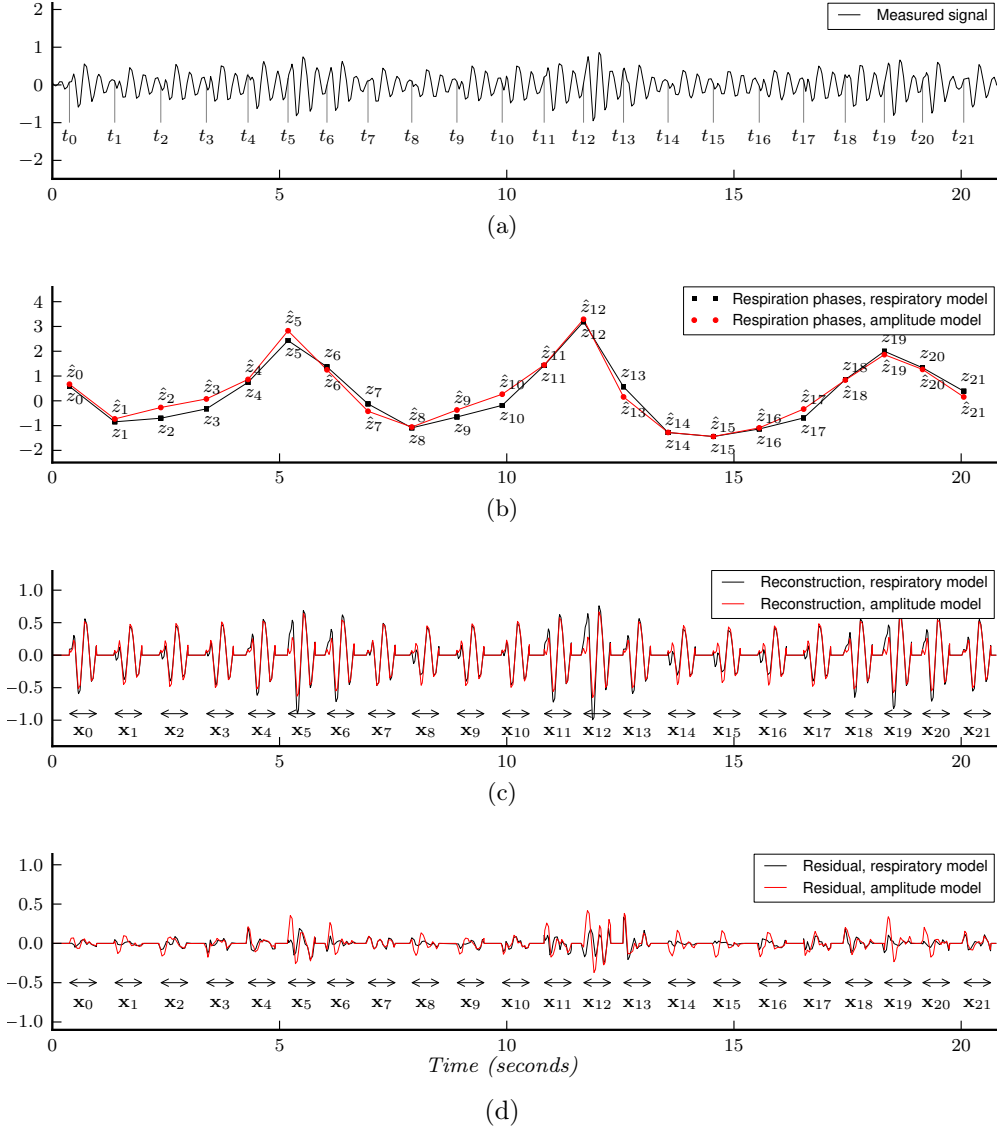 2
1
0
−1
−2
Measured signal
t0 t1 t2 t3 t4 t5 t6 t7 t8 t9 t10 t11 t12 t13 t14 t15 t16 t17 t18 t19 t20 t21
0 5 10 15 20
(a)
4
3
2
1
0
−1
−2
Respiration phases, respiratory model
Respiration phases, amplitude model
ẑ0 ẑ1 ẑ2 ẑ3 ẑ4 ẑ5 ẑ6 ẑ7 ẑ8 ẑ9 ẑ10 ẑ11 ẑ12 ẑ13 ẑ14 ẑ15 ẑ16 ẑ17 ẑ18 ẑ19 ẑ20 ẑ21
z0 z1 z2 z3 z4 z5 z6 z7 z8 z9 z10 z11 z12 z13 z14 z15 z16 z17 z18 z19 z20 z21
0 5 10 15 20
(b)
1.0
0.5
0.0
−0.5
−1.0
Reconstruction, respiratory model
Reconstruction, amplitude model
x0 x1 x2 x3 x4 x5 x6 x7 x8 x9 x10 x11 x12 x13 x14 x15 x16 x17 x18 x19 x20 x21
0 5 10 15 20
(c)
1.0
0.5
0.0
−0.5
−1.0
Residual, respiratory model
Residual, amplitude model
x0 x1 x2 x3 x4 x5 x6 x7 x8 x9 x10 x11 x12 x13 x14 x15 x16 x17 x18 x19 x20 x21
0 5 10 15 20
Time (seconds)
(d)